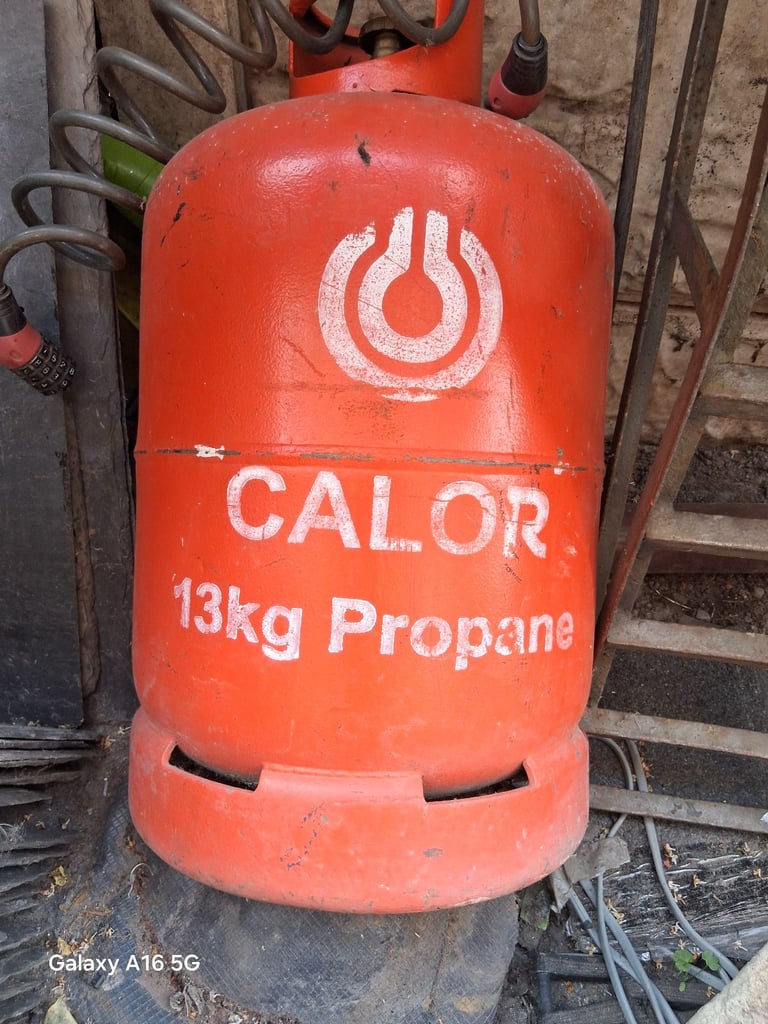 CALOR
13kg Propane
Galaxy A16 5G